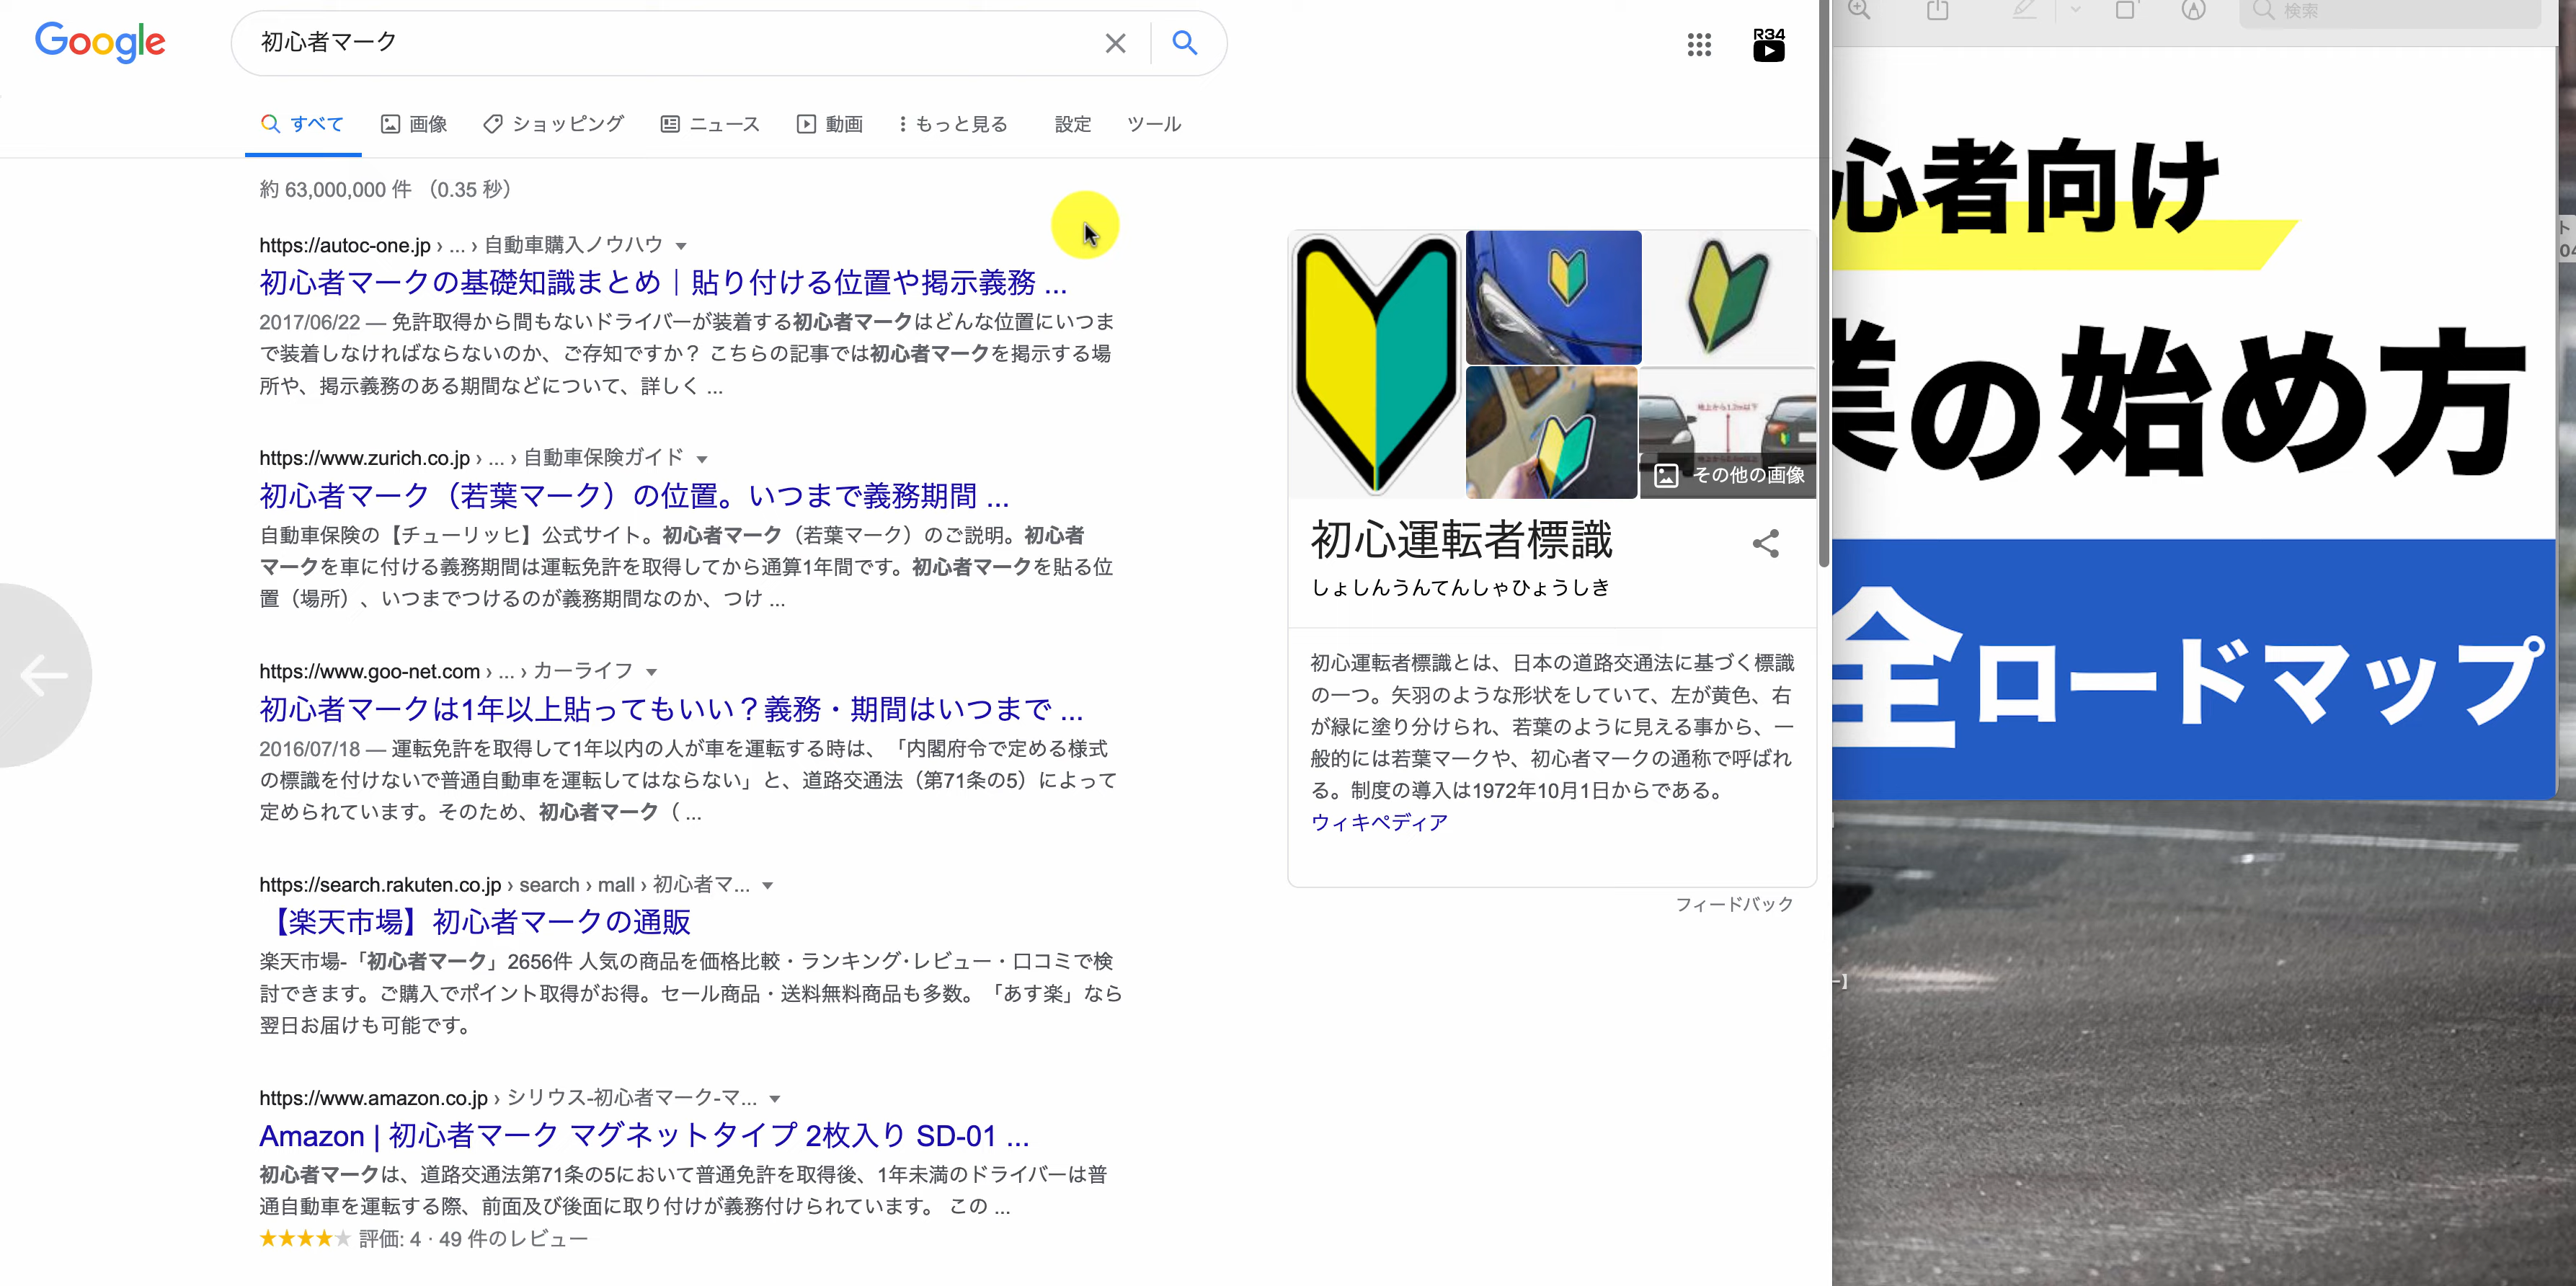 Google
初心者マーク
R34
すべて 画像 ショッピング ニュース 動画 もっと見る 設定 ツール
約 63,000,000 件 （0.35 秒）
https://autoc-one.jp › ... › 自動車購入ノウハウ
初心者マークの基礎知識まとめ｜貼り付ける位置や掲示義務 ...
2017/06/22 — 免許取得から間もないドライバーが装着する初心者マークはどんな位置にいつま
で装着しなければならないのか、ご存知ですか？ こちらの記事では初心者マークを掲示する場
所や、掲示義務のある期間などについて、詳しく ...
https://www.zurich.co.jp › ... › 自動車保険ガイド
初心者マーク（若葉マーク）の位置。いつまで義務期間 ...
自動車保険の【チューリッヒ】公式サイト。初心者マーク（若葉マーク）のご説明。初心者
マークを車に付ける義務期間は運転免許を取得してから通算1年間です。初心者マークを貼る位
置（場所）、いつまでつけるのが義務期間なのか、つけ ...
https://www.goo-net.com › ... › カーライフ
初心者マークは1年以上貼ってもいい？義務・期間はいつまで ...
2016/07/18 — 運転免許を取得して1年以内の人が車を運転する時は、「内閣府令で定める様式
の標識を付けないで普通自動車を運転してはならない」と、道路交通法（第71条の5）によって
定められています。そのため、初心者マーク（ ...
https://search.rakuten.co.jp › search › mall › 初心者マ...
【楽天市場】初心者マークの通販
楽天市場-「初心者マーク」2656件 人気の商品を価格比較・ランキング･レビュー・口コミで検
討できます。ご購入でポイント取得がお得。セール商品・送料無料商品も多数。「あす楽」なら
翌日お届けも可能です。
https://www.amazon.co.jp › シリウス-初心者マーク-マ...
Amazon | 初心者マーク マグネットタイプ 2枚入り SD-01 ...
初心者マークは、道路交通法第71条の5において普通免許を取得後、1年未満のドライバーは普
通自動車を運転する際、前面及び後面に取り付けが義務付けられています。 この ...
評価: 4 · 49 件のレビュー
地上から1.2m以下
その他の画像
初心運転者標識
しょしんうんてんしゃひょうしき
初心運転者標識とは、日本の道路交通法に基づく標識
の一つ。矢羽のような形状をしていて、左が黄色、右
が緑に塗り分けられ、若葉のように見える事から、一
般的には若葉マークや、初心者マークの通称で呼ばれ
る。制度の導入は1972年10月1日からである。
ウィキペディア
フィードバック
検索
心者向け
業の始め方
全ロードマップ
ト
04